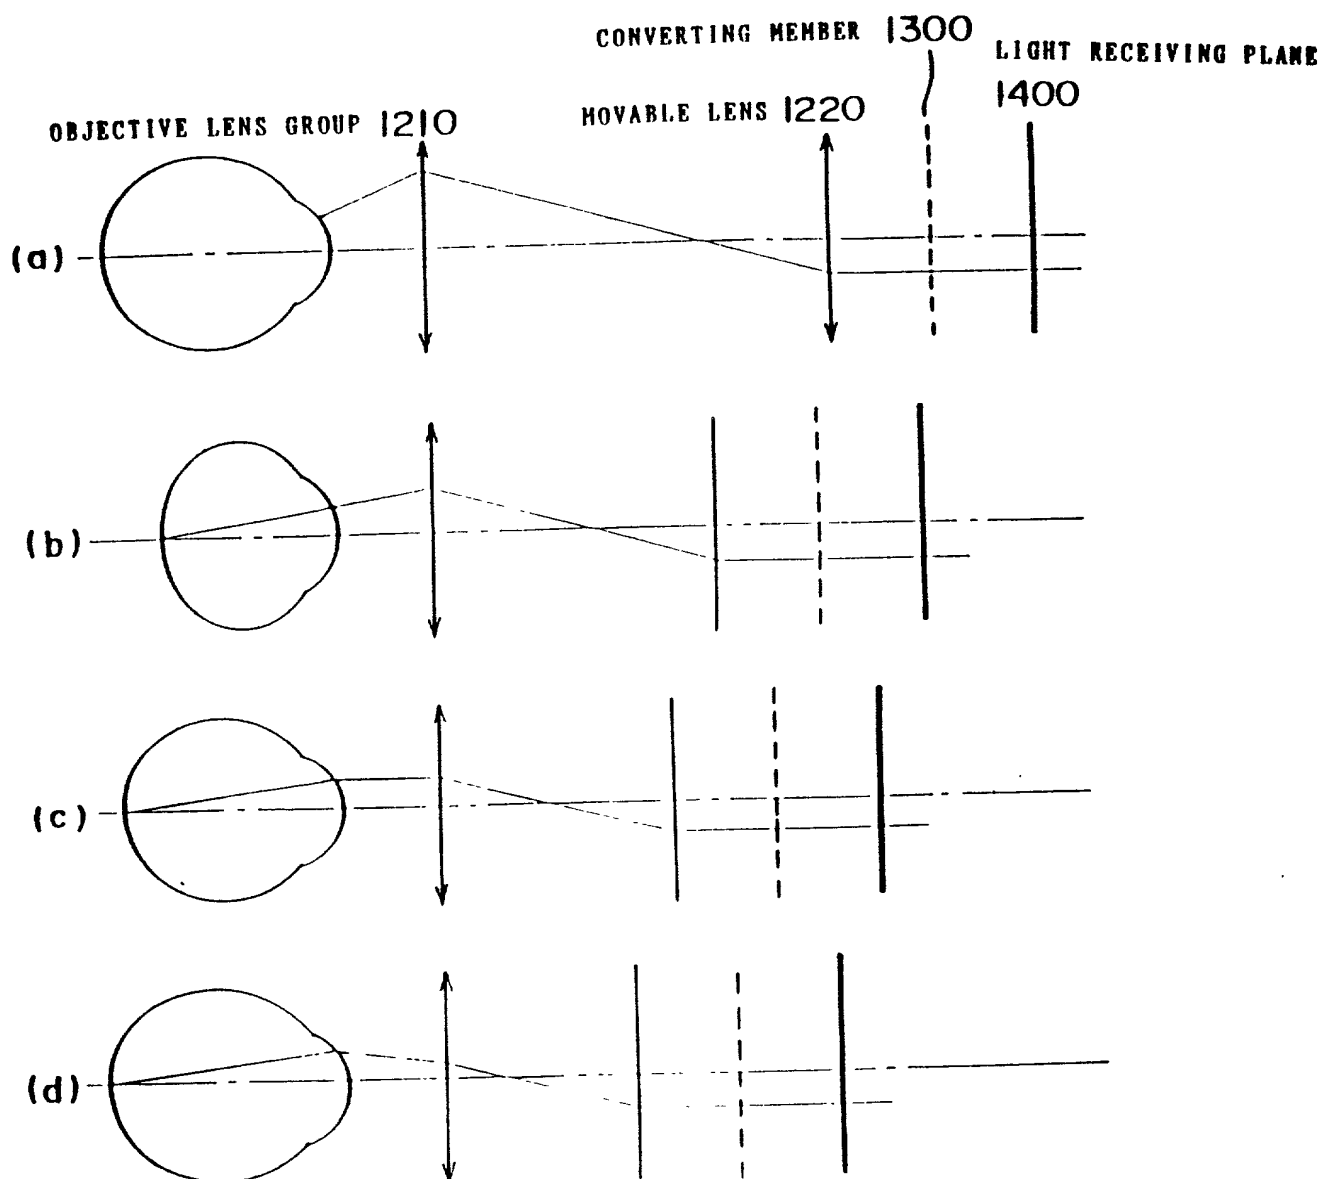 CONVERTING MEMBER 1300
LIGHT RECEIVING PLANE
1400
OBJECTIVE LENS GROUP 1210
MOVABLE LENS 1220
(a)
(b)
(c)
(d)